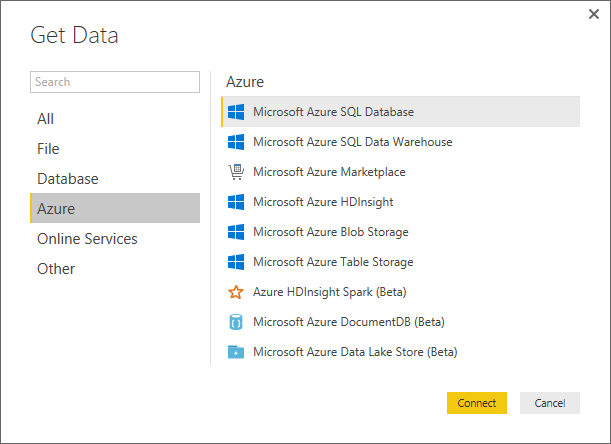 Get Data
Search
All
File
Database
Azure
Online Services
Other
Azure
Microsoft Azure SQL Database
Microsoft Azure SQL Data Warehouse
Microsoft Azure Marketplace
Microsoft Azure HDInsight
Microsoft Azure Blob Storage
Microsoft Azure Table Storage
Azure HDInsight Spark (Beta)
Microsoft Azure DocumentDB (Beta)
Microsoft Azure Data Lake Store (Beta)
Connect
Cancel